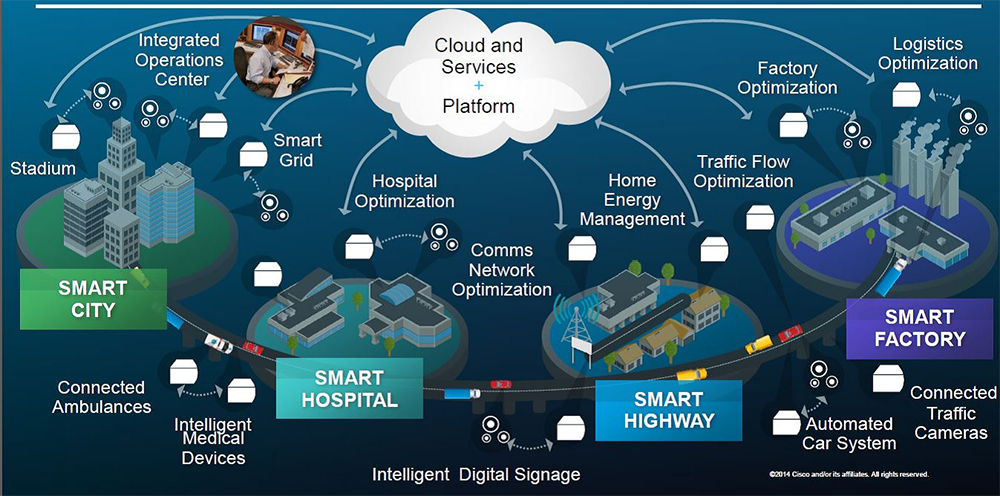 Integrated
Operations
Center
Cloud and
Services
+
Platform
Logistics
Optimization
Factory
Optimization
Stadium
Smart
Grid
Hospital
Optimization
Home
Energy
Management
Traffic Flow
Optimization
Comms
Network
Optimization
SMART
CITY
SMART
HOSPITAL
SMART
HIGHWAY
SMART
FACTORY
Connected
Ambulances
Intelligent
Medical
Devices
Intelligent Digital Signage
Automated
Car System
Connected
Traffic
Cameras
©2014 Cisco and/or its affiliates. All rights reserved.